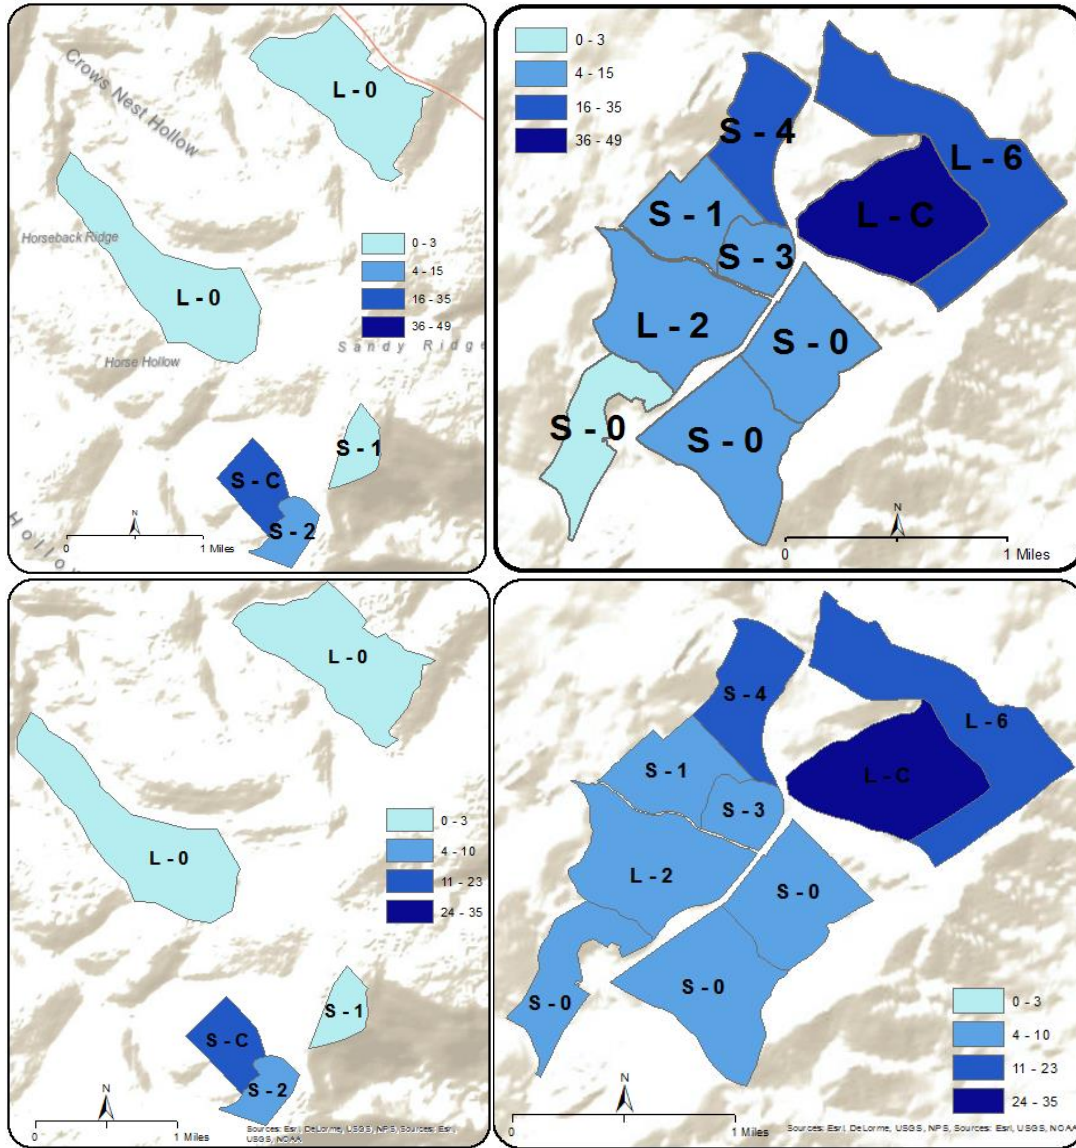 L - 0
Crows Nest Hollow
Horseback Ridge
0 - 3
4 - 15
16 - 35
36 - 49
L - 0
Sandy Ridge
Horse Hollow
S - 1
S - C
S - 2
Hollow
N
0
1 Miles
0 - 3
4 - 15
16 - 35
36 - 49
S - 4
L - 6
S - 1
L - C
S - 3
L - 2
S - 0
S - 0
S - 0
N
0
1 Miles
L - 0
0 - 3
4 - 10
11 - 23
24 - 35
L - 0
S - 1
S - C
S - 2
N
0
1 Miles
Sources: Esri, DeLorme, USGS, NPS, Sources: Esri,
USGS, NOAA
S - 4
L - 6
S - 1
L - C
S - 3
L - 2
S - 0
S - 0
S - 0
0 - 3
4 - 10
11 - 23
24 - 35
N
0
1 Miles
Sources: Esri, DeLorme, USGS, NPS, Sources: Esri, USGS, NOAA